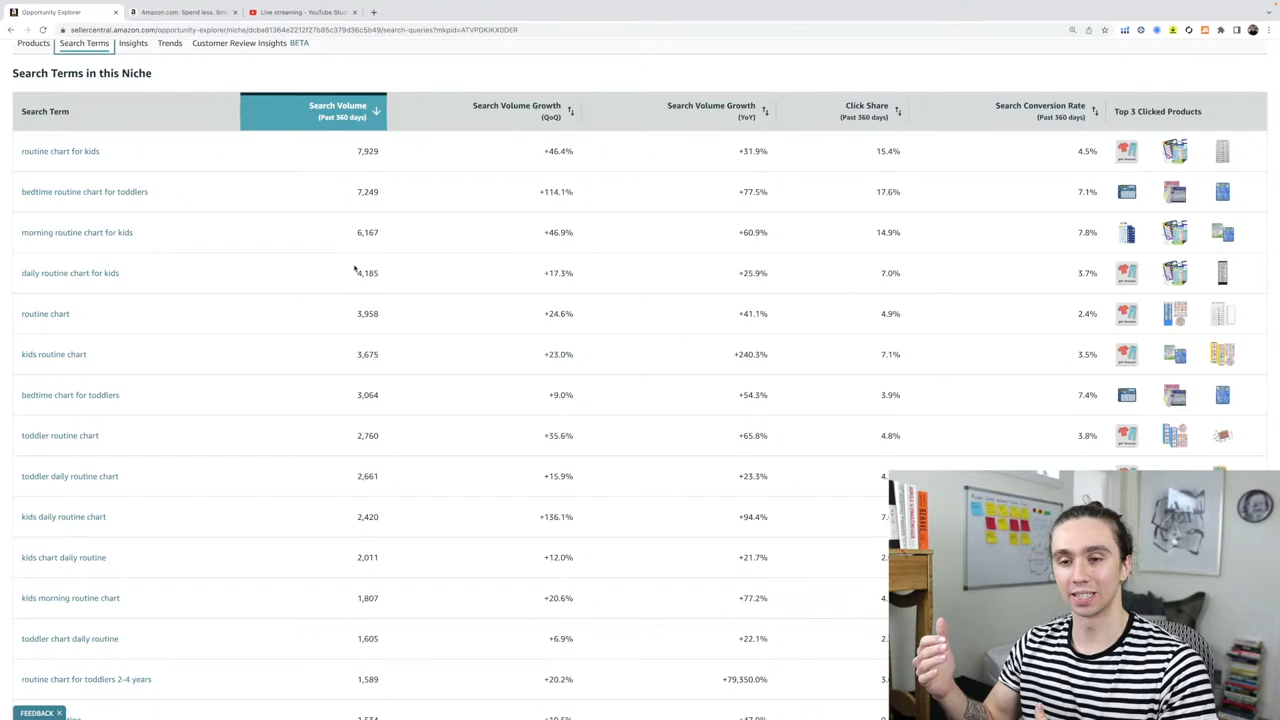 Opportunity Explorer
Amazon.com. Spend less. Smi
Live streaming - YouTube Stud
sellercentral.amazon.com/opportunity-explorer/niche/dcba81364e2212f27b85c379d36c5b49/search-queries?mkpid=ATVPDKIKX0DER
Products Search Terms Insights Trends Customer Review Insights BETA
Search Terms in this Niche
Search Term Search Volume (Past 360 days) Search Volume Growth (QoQ) Search Volume Growth (YoY) Click Share (Past 360 days) Search Conversion Rate (Past 360 days) Top 3 Clicked Products
routine chart for kids 7,929 +46.4% +31.9% 15.4% 4.5%
bedtime routine chart for toddlers 7,249 +114.1% +77.5% 17.6% 7.1%
morning routine chart for kids 6,167 +46.9% +60.9% 14.9% 7.8%
daily routine chart for kids 4,185 +17.3% +25.9% 7.0% 3.7%
routine chart 3,958 +24.6% +41.1% 4.9% 2.4%
kids routine chart 3,675 +23.0% +240.3% 7.1% 3.5%
bedtime chart for toddlers 3,064 +9.0% +54.3% 3.9% 7.4%
toddler routine chart 2,760 +35.6% +65.8% 4.8% 3.8%
toddler daily routine chart 2,661 +15.9% +23.3% 4.
kids daily routine chart 2,420 +136.1% +94.4% 7.
kids chart daily routine 2,011 +12.0% +21.7% 2.
kids morning routine chart 1,807 +20.6% +77.2% 4.
toddler chart daily routine 1,605 +6.9% +22.1% 2.
routine chart for toddlers 2-4 years 1,589 +20.2% +79,350.0% 3.
FEEDBACK
BEHAVE